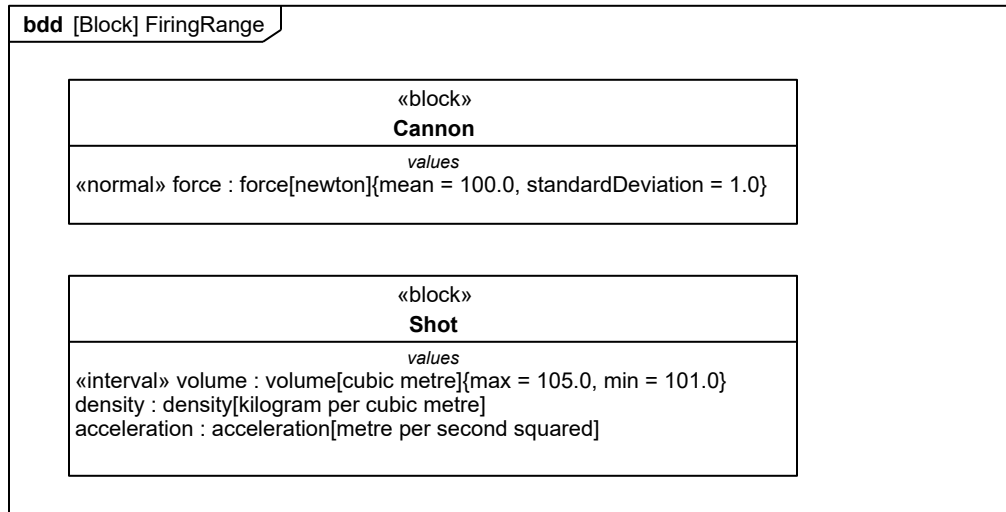 bdd [Block] FiringRange
«block»
Cannon
values
«normal» force : force[newton]{mean = 100.0, standardDeviation = 1.0}
«block»
Shot
values
«interval» volume : volume[cubic metre]{max = 105.0, min = 101.0}
density : density[kilogram per cubic metre]
acceleration : acceleration[metre per second squared]